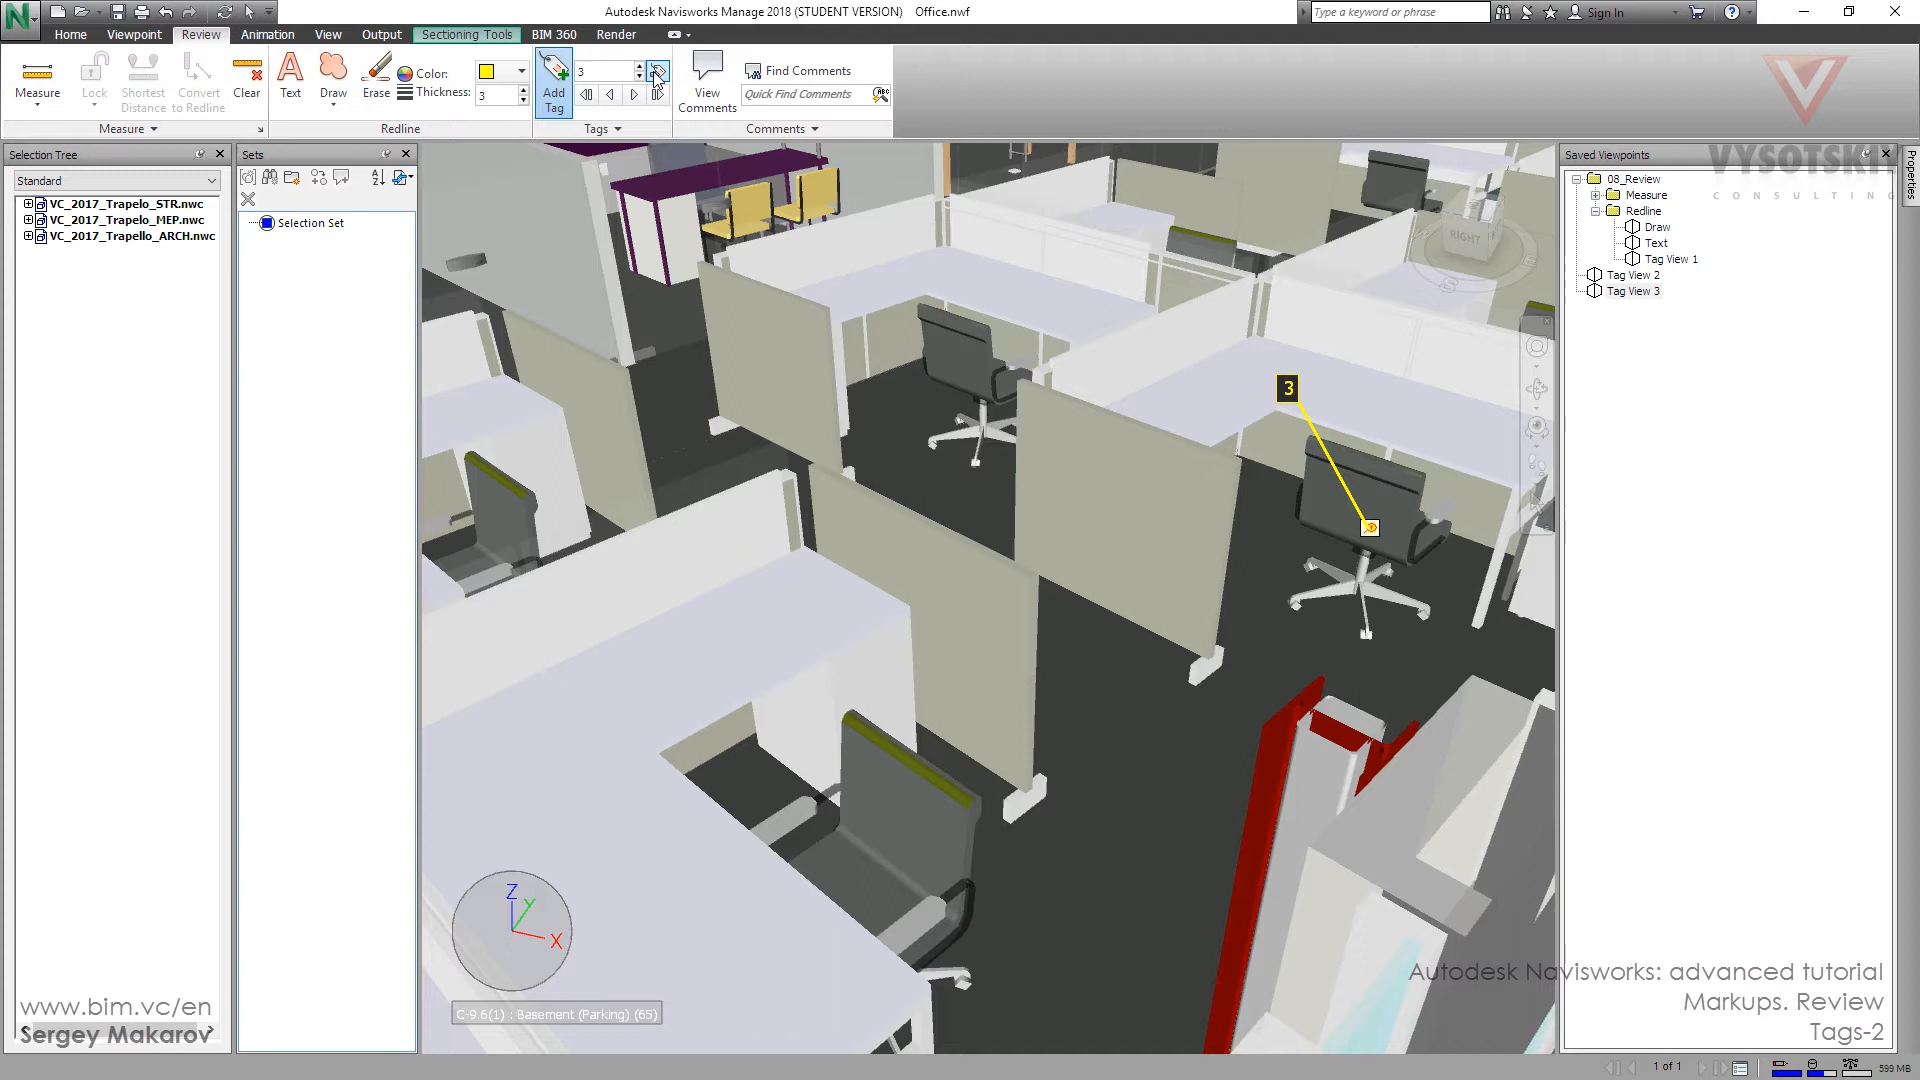 Autodesk Navisworks Manage 2018 (STUDENT VERSION) Office.nwf
Type a keyword or phrase
Sign In
Home Viewpoint Review Animation View Output Sectioning Tools BIM 360 Render
Measure
Lock
Shortest Distance
Convert to Redline
Clear
Text
Draw
Erase
Color:
Thickness: 3
Add Tag
3
View Comments
Find Comments
Quick Find Comments
Measure
Redline
Tags
Comments
Selection Tree
Standard
VC_2017_Trapelo_STR.nwc
VC_2017_Trapelo_MEP.nwc
VC_2017_Trapello_ARCH.nwc
Sets
Selection Set
3
RIGHT
S
E
Z
Y
X
C-9.6(1) : Basement (Parking) (65)
Saved Viewpoints
08_Review
Measure
Redline
Draw
Text
Tag View 1
Tag View 2
Tag View 3
Properties
VYSOTSKIY
CONSULTING
www.bim.vc/en
Sergey Makarov
Autodesk Navisworks: advanced tutorial
Markups. Review
Tags-2
1 of 1
599 MB